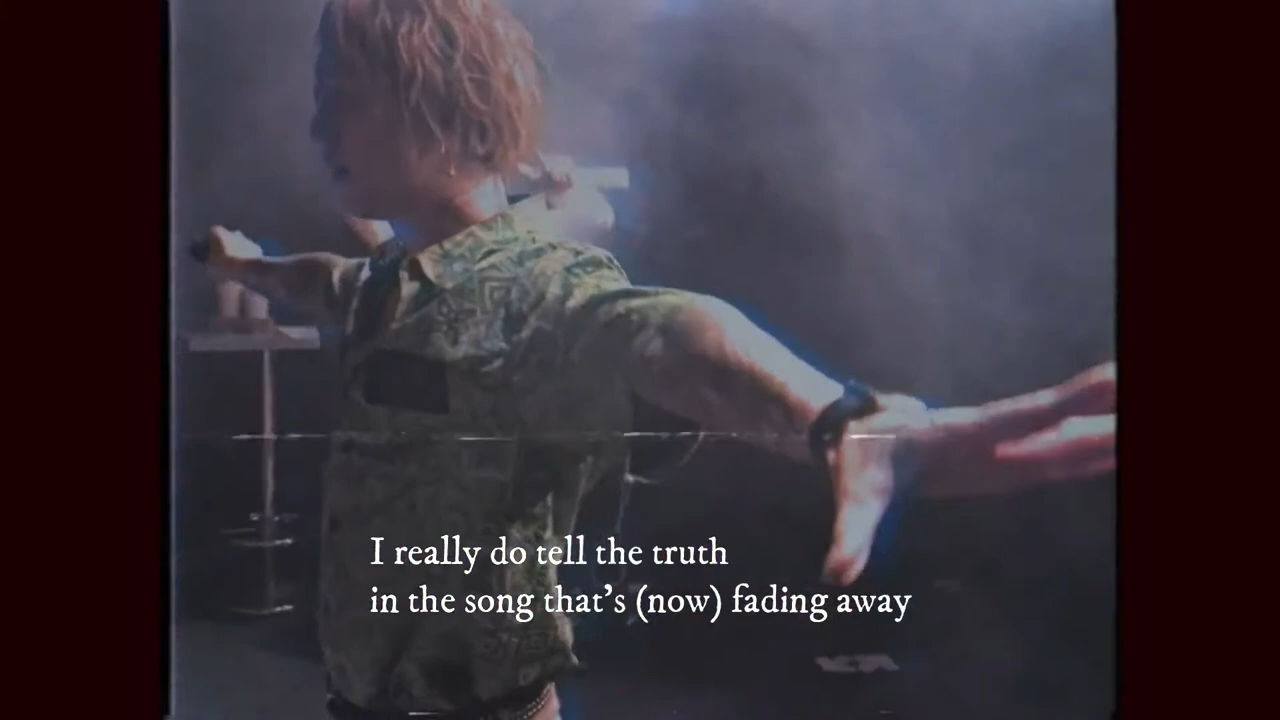 I really do tell the truth
in the song that's (now) fading away